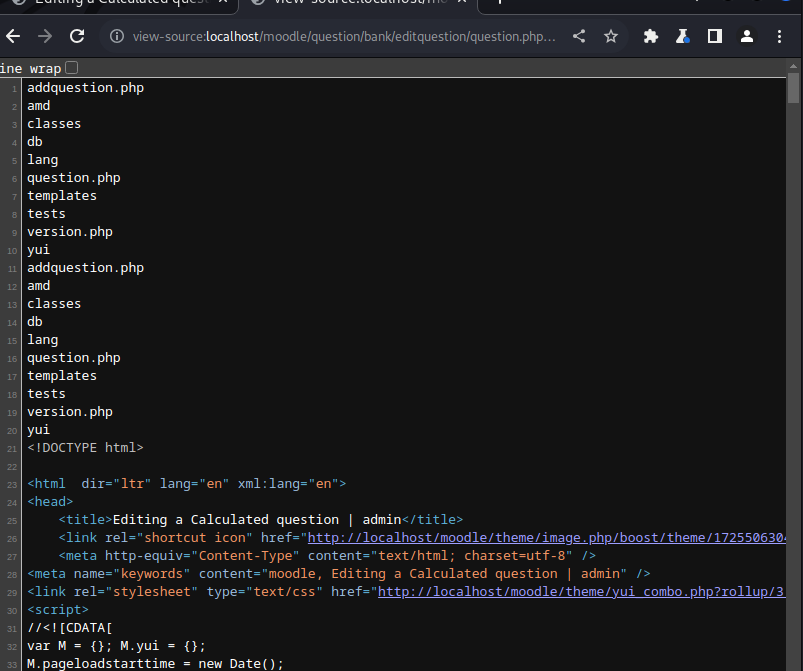 Editing a Calculated ques
view-source:localhost/mo
view-source:localhost/moodle/question/bank/editquestion/question.php...
ine wrap
1 addquestion.php
2 amd
3 classes
4 db
5 lang
6 question.php
7 templates
8 tests
9 version.php
10 yui
11 addquestion.php
12 amd
13 classes
14 db
15 lang
16 question.php
17 templates
18 tests
19 version.php
20 yui
21 <!DOCTYPE html>
22
23 <html  dir="ltr" lang="en" xml:lang="en">
24 <head>
25     <title>Editing a Calculated question | admin</title>
26     <link rel="shortcut icon" href="http://localhost/moodle/theme/image.php/boost/theme/1725506304
27     <meta http-equiv="Content-Type" content="text/html; charset=utf-8" />
28 <meta name="keywords" content="moodle, Editing a Calculated question | admin" />
29 <link rel="stylesheet" type="text/css" href="http://localhost/moodle/theme/yui_combo.php?rollup/3
30 <script>
31 //<![CDATA[
32 var M = {}; M.yui = {};
33 M.pageloadstarttime = new Date();